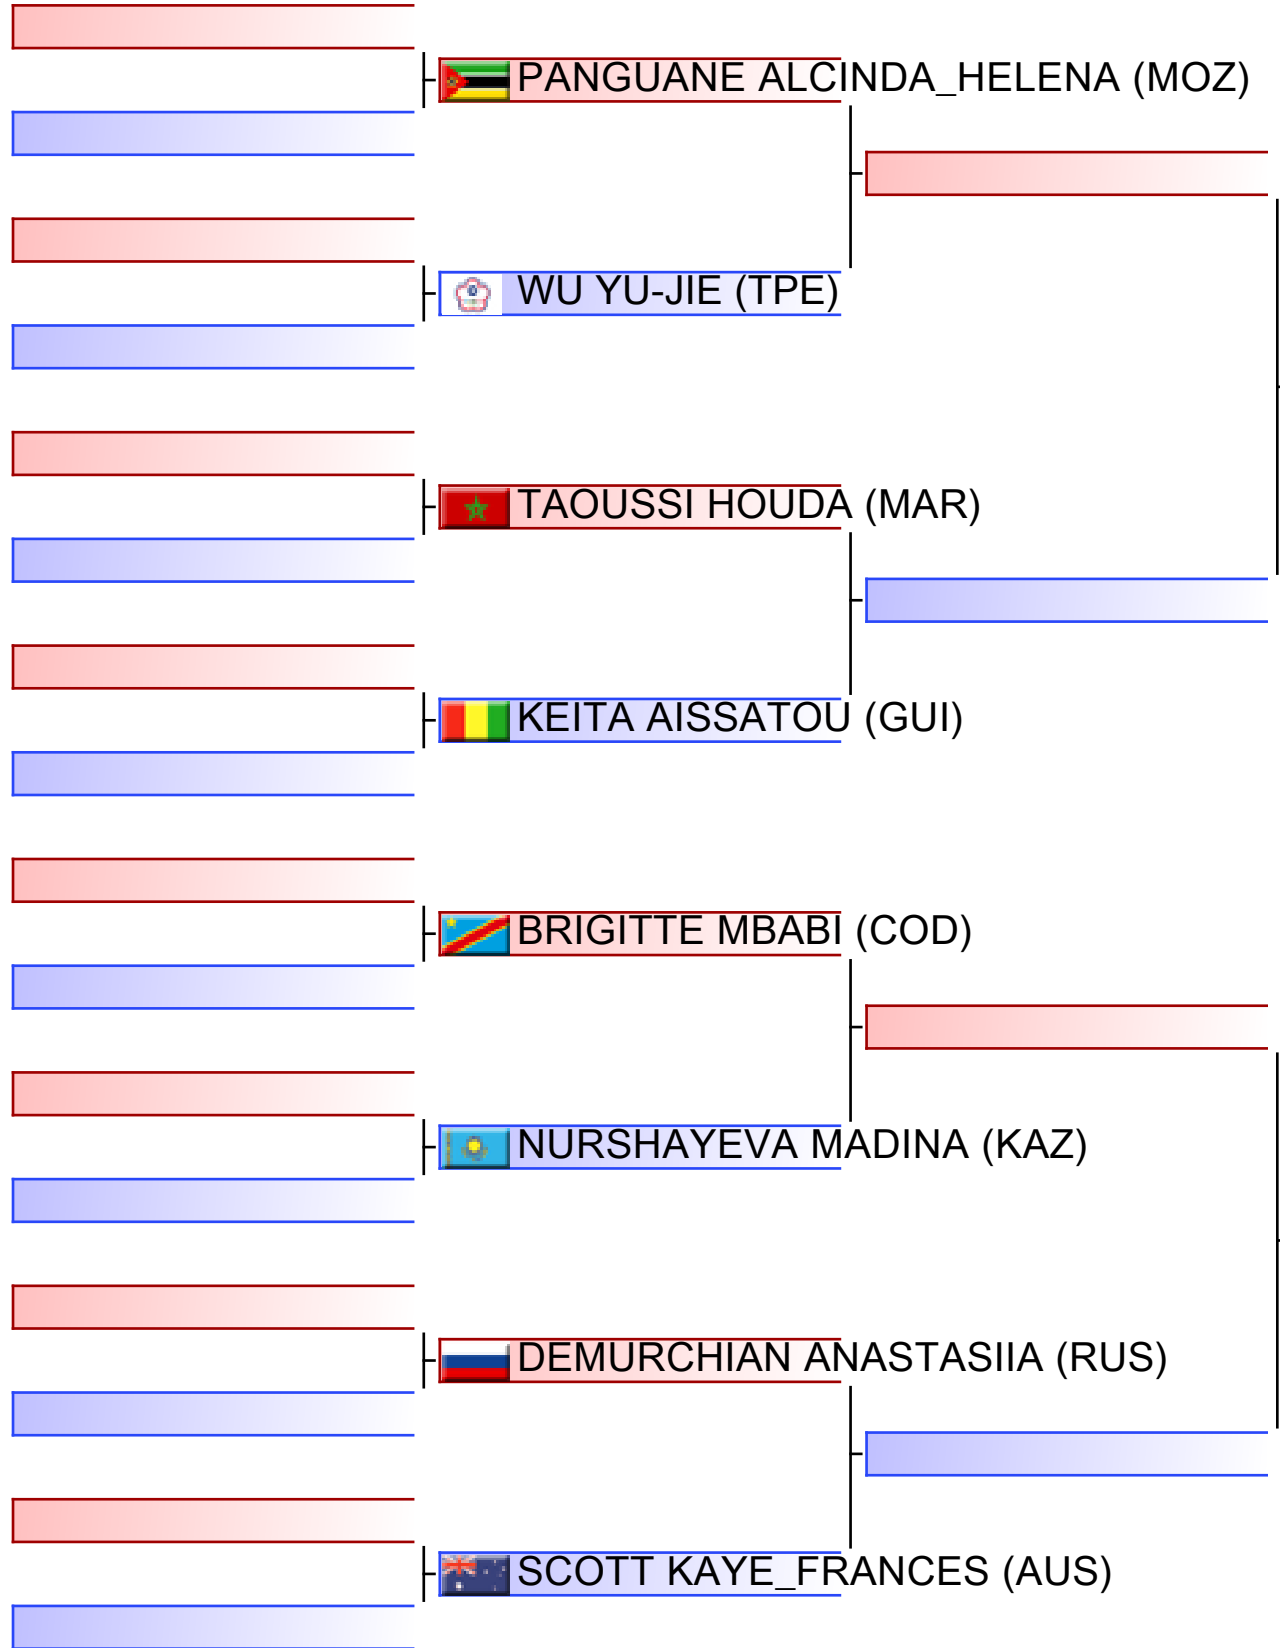 PANGUANE ALCINDA_HELENA (MOZ)
WU YU-JIE (TPE)
TAOUSSI HOUDA (MAR)
KEITA AISSATOU (GUI)
BRIGITTE MBABI (COD)
NURSHAYEVA MADINA (KAZ)
DEMURCHIAN ANASTASIIA (RUS)
SCOTT KAYE_FRANCES (AUS)